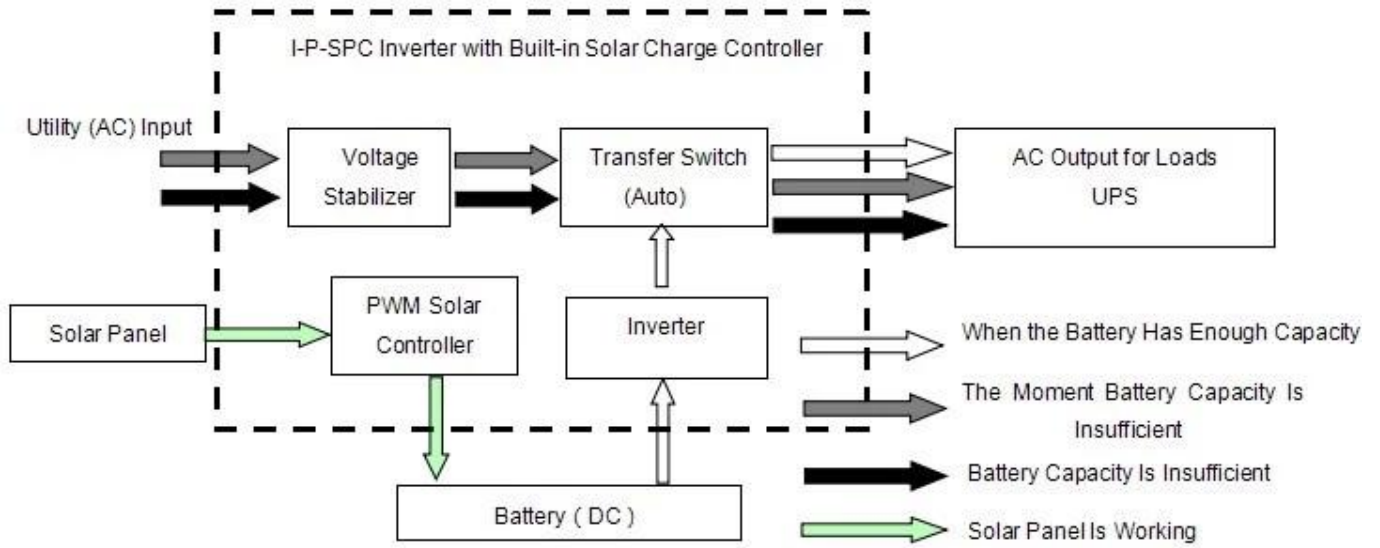 I-P-SPC Inverter with Built-in Solar Charge Controller
Utility (AC) Input
Voltage
Stabilizer
Transfer Switch
(Auto)
AC Output for Loads
UPS
Solar Panel
PWM Solar
Controller
Inverter
Battery ( DC )
When the Battery Has Enough Capacity
The Moment Battery Capacity Is
Insufficient
Battery Capacity Is Insufficient
Solar Panel Is Working